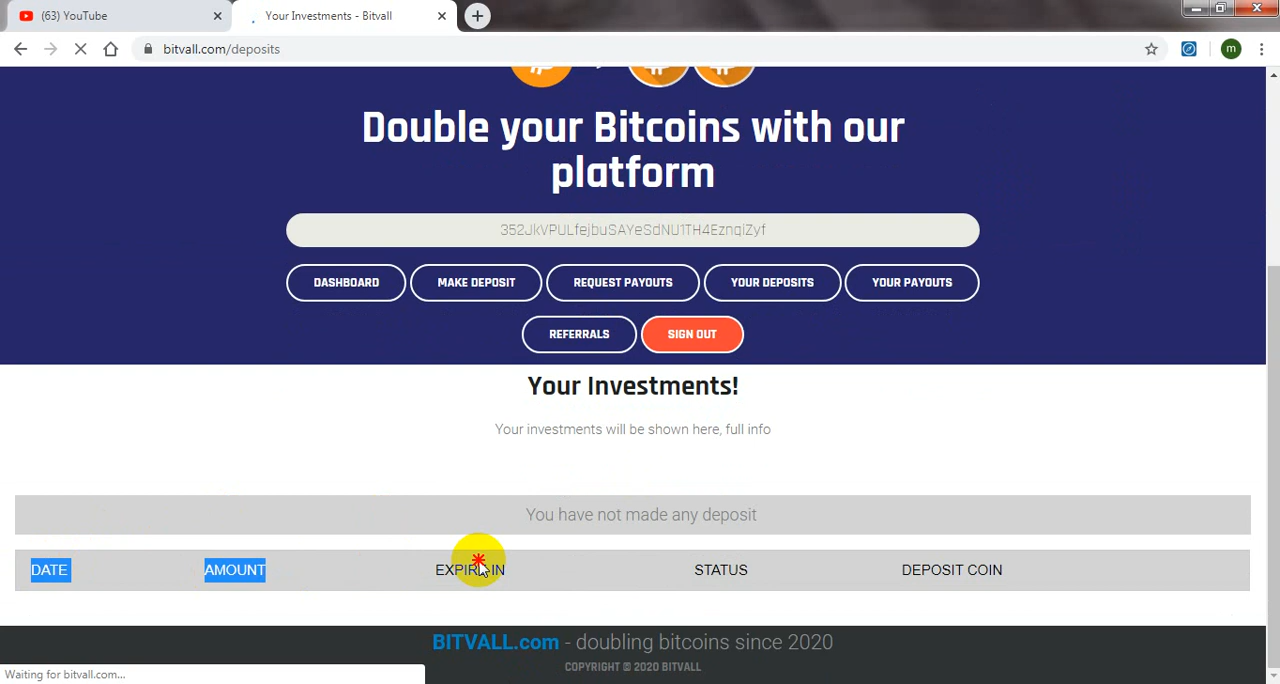 (63) YouTube
Your Investments - Bitvall
bitvall.com/deposits
m
Double your Bitcoins with our
platform
352JkVPULfejbuSAYeSdNU1TH4EznqiZyf
DASHBOARD MAKE DEPOSIT REQUEST PAYOUTS YOUR DEPOSITS YOUR PAYOUTS
REFERRALS SIGN OUT
Your Investments!
Your investments will be shown here, full info
You have not made any deposit
DATE AMOUNT EXPIRE IN STATUS DEPOSIT COIN
BITVALL.com - doubling bitcoins since 2020
COPYRIGHT © 2020 BITVALL
Waiting for bitvall.com...